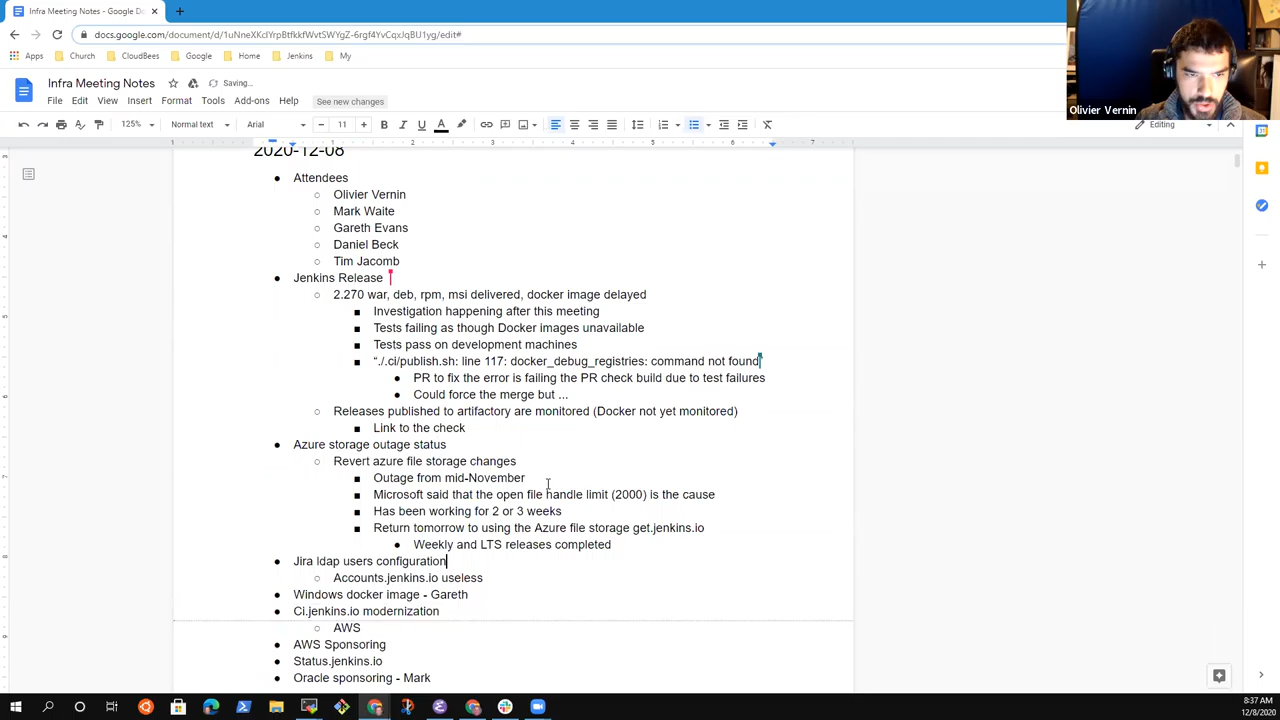 Infra Meeting Notes - Google Do
docs.google.com/document/d/1uNneXKcIYrpBtfkkfWvtSWYgZ-6rgf4YvCqxJqBU1yg/edit#
Apps Church CloudBees Google Home Jenkins My
Infra Meeting Notes Saving...
File Edit View Insert Format Tools Add-ons Help See new changes
125% Normal text Arial 11 Editing
Olivier Vernin
2020-12-08
Attendees
Olivier Vernin
Mark Waite
Gareth Evans
Daniel Beck
Tim Jacomb
Jenkins Release
2.270 war, deb, rpm, msi delivered, docker image delayed
Investigation happening after this meeting
Tests failing as though Docker images unavailable
Tests pass on development machines
“./.ci/publish.sh: line 117: docker_debug_registries: command not found”
PR to fix the error is failing the PR check build due to test failures
Could force the merge but ...
Releases published to artifactory are monitored (Docker not yet monitored)
Link to the check
Azure storage outage status
Revert azure file storage changes
Outage from mid-November
Microsoft said that the open file handle limit (2000) is the cause
Has been working for 2 or 3 weeks
Return tomorrow to using the Azure file storage get.jenkins.io
Weekly and LTS releases completed
Jira ldap users configuration
Accounts.jenkins.io useless
Windows docker image - Gareth
Ci.jenkins.io modernization
AWS
AWS Sponsoring
Status.jenkins.io
Oracle sponsoring - Mark
8:37 AM
12/8/2020